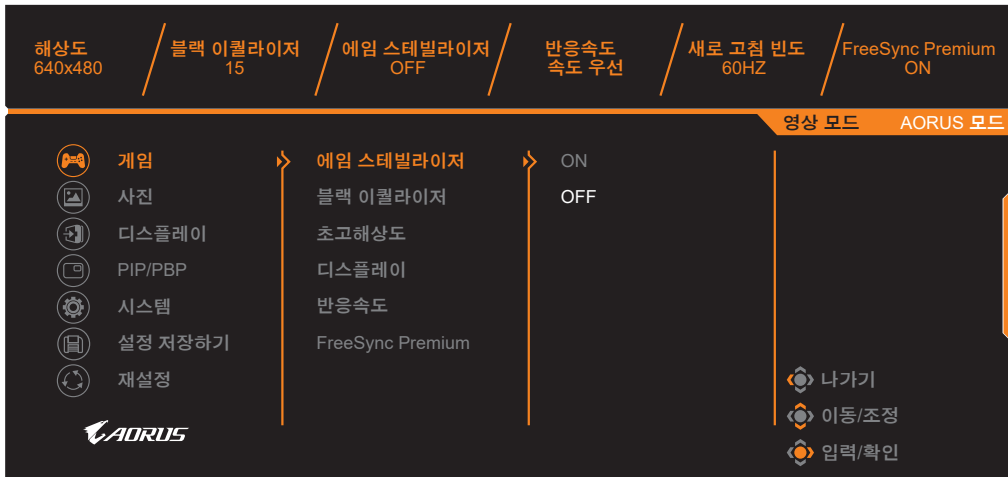 해상도
640x480
블랙 이퀄라이저
15
에임 스테빌라이저
OFF
반응속도
속도 우선
새로 고침 빈도
60HZ
FreeSync Premium
ON
영상 모드 AORUS 모드
게임
사진
디스플레이
PIP/PBP
시스템
설정 저장하기
재설정
에임 스테빌라이저
블랙 이퀄라이저
초고해상도
디스플레이
반응속도
FreeSync Premium
ON
OFF
나가기
이동/조정
입력/확인
AORUS